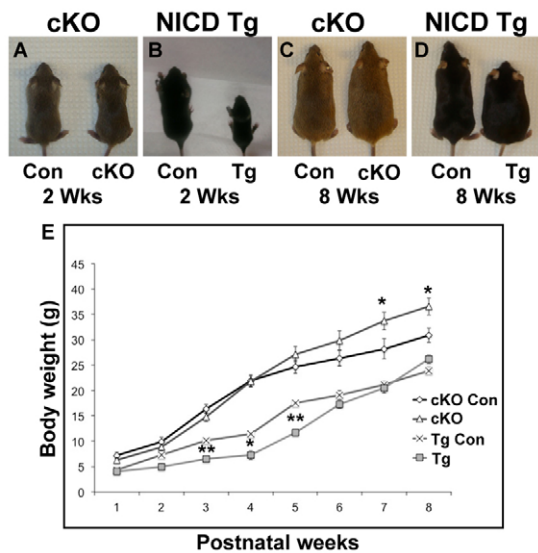 cKO NICD Tg cKO NICD Tg
A B C D
Con cKO Con Tg Con cKO Con Tg
2 Wks 2 Wks 8 Wks 8 Wks
E
Body weight (g)
45
40
35
30
25
20
15
10
5
0
* *
** * **
cKO Con
cKO
Tg Con
Tg
1 2 3 4 5 6 7 8
Postnatal weeks